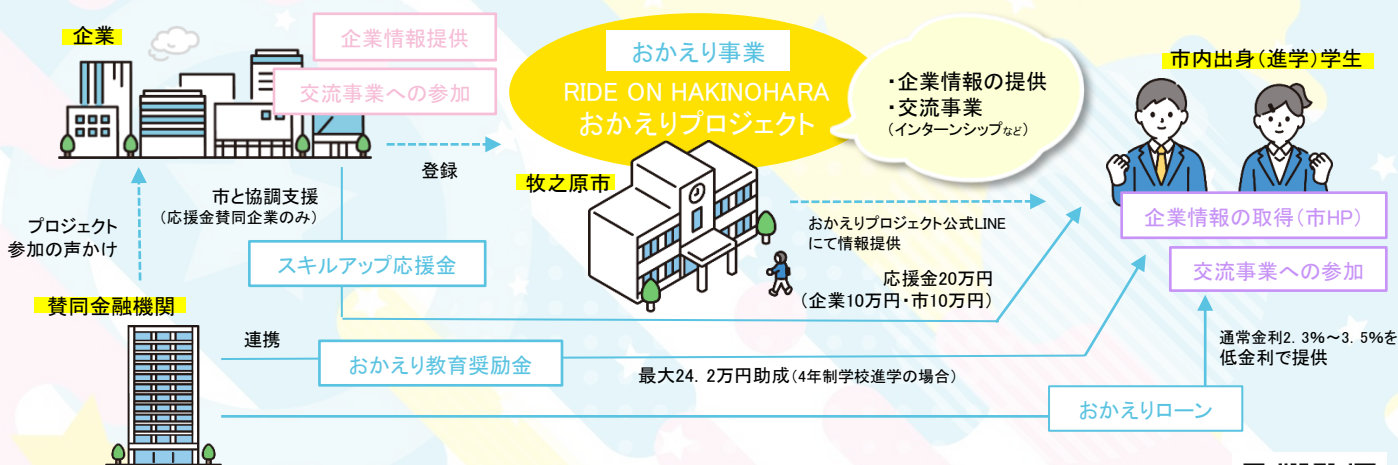 企業
企業情報提供
交流事業への参加
おかえり事業
RIDE ON HAKINOHARA
おかえりプロジェクト
・企業情報の提供
・交流事業
（インターンシップなど）
市内出身（進学）学生
登録
牧之原市
市と協調支援
（応援金賛同企業のみ）
プロジェクト
参加の声かけ
おかえりプロジェクト公式LINE
にて情報提供
企業情報の取得（市HP）
交流事業への参加
スキルアップ応援金
応援金20万円
（企業10万円・市10万円）
賛同金融機関
連携
おかえり教育奨励金
最大24．2万円助成（4年制学校進学の場合）
通常金利2．3%～3．5%を
低金利で提供
おかえりローン